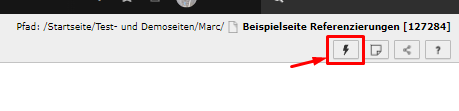 Pfad: /Startseite/Test- und Demoseiten/Marc/ Beispielseite Referenzierungen [127284]
?